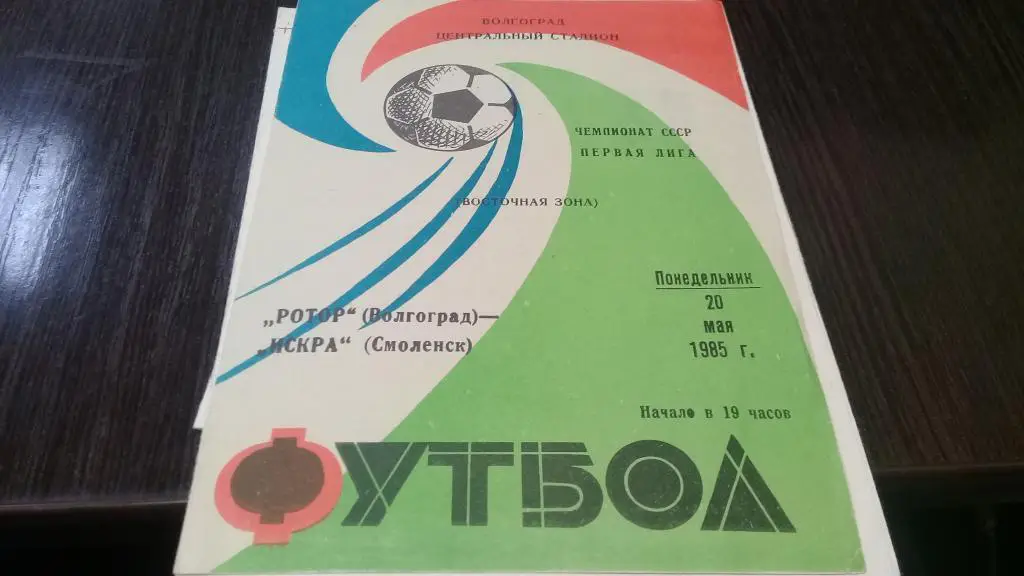 ВОЛГОГРАД
ЦЕНТРАЛЬНЫЙ СТАДИОН
ЧЕМПИОНАТ СССР
ПЕРВАЯ ЛИГА
(ВОСТОЧНАЯ ЗОНА)
Понедельник
20
мая
1985 г.
„РОТОР" (Волгоград)—
„ИСКРА" (Смоленск)
Начало в 19 часов
ФУТБОЛ